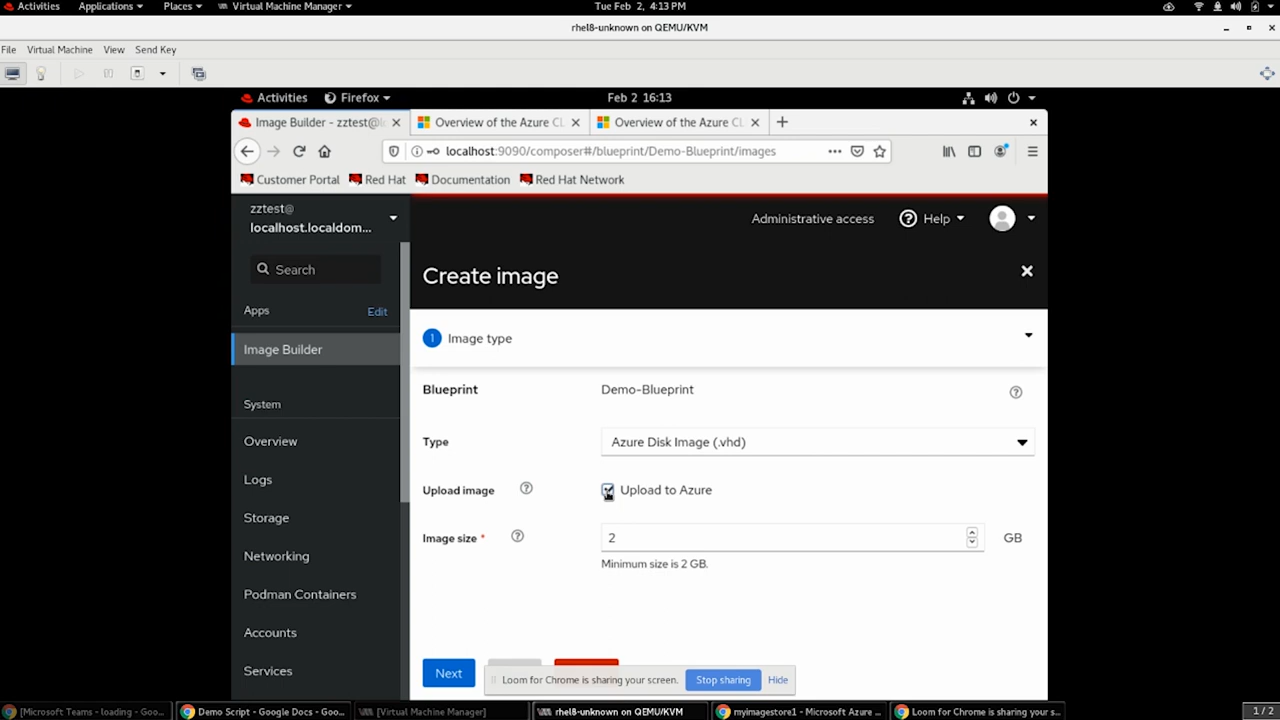 Activities Applications Places Virtual Machine Manager Tue Feb 2, 4:13 PM
rhel8-unknown on QEMU/KVM
File Virtual Machine View Send Key
Activities Firefox Feb 2 16:13
Image Builder - zztest@l Overview of the Azure CL Overview of the Azure CL
localhost:9090/composer#/blueprint/Demo-Blueprint/images
Customer Portal Red Hat Documentation Red Hat Network
zztest@
localhost.localdom...
Administrative access Help
Search
Create image
Apps Edit
1 Image type
Image Builder
Blueprint Demo-Blueprint
System
Overview
Type Azure Disk Image (.vhd)
Logs
Upload image Upload to Azure
Storage
Image size * 2 GB
Networking
Minimum size is 2 GB.
Podman Containers
Accounts
Services
Next
Loom for Chrome is sharing your screen. Stop sharing Hide
[Microsoft Teams - loading - Goo... Demo Script - Google Docs - Goo... [Virtual Machine Manager] rhel8-unknown on QEMU/KVM myimagestore1 - Microsoft Azure ... Loom for Chrome is sharing your s... 1 / 2